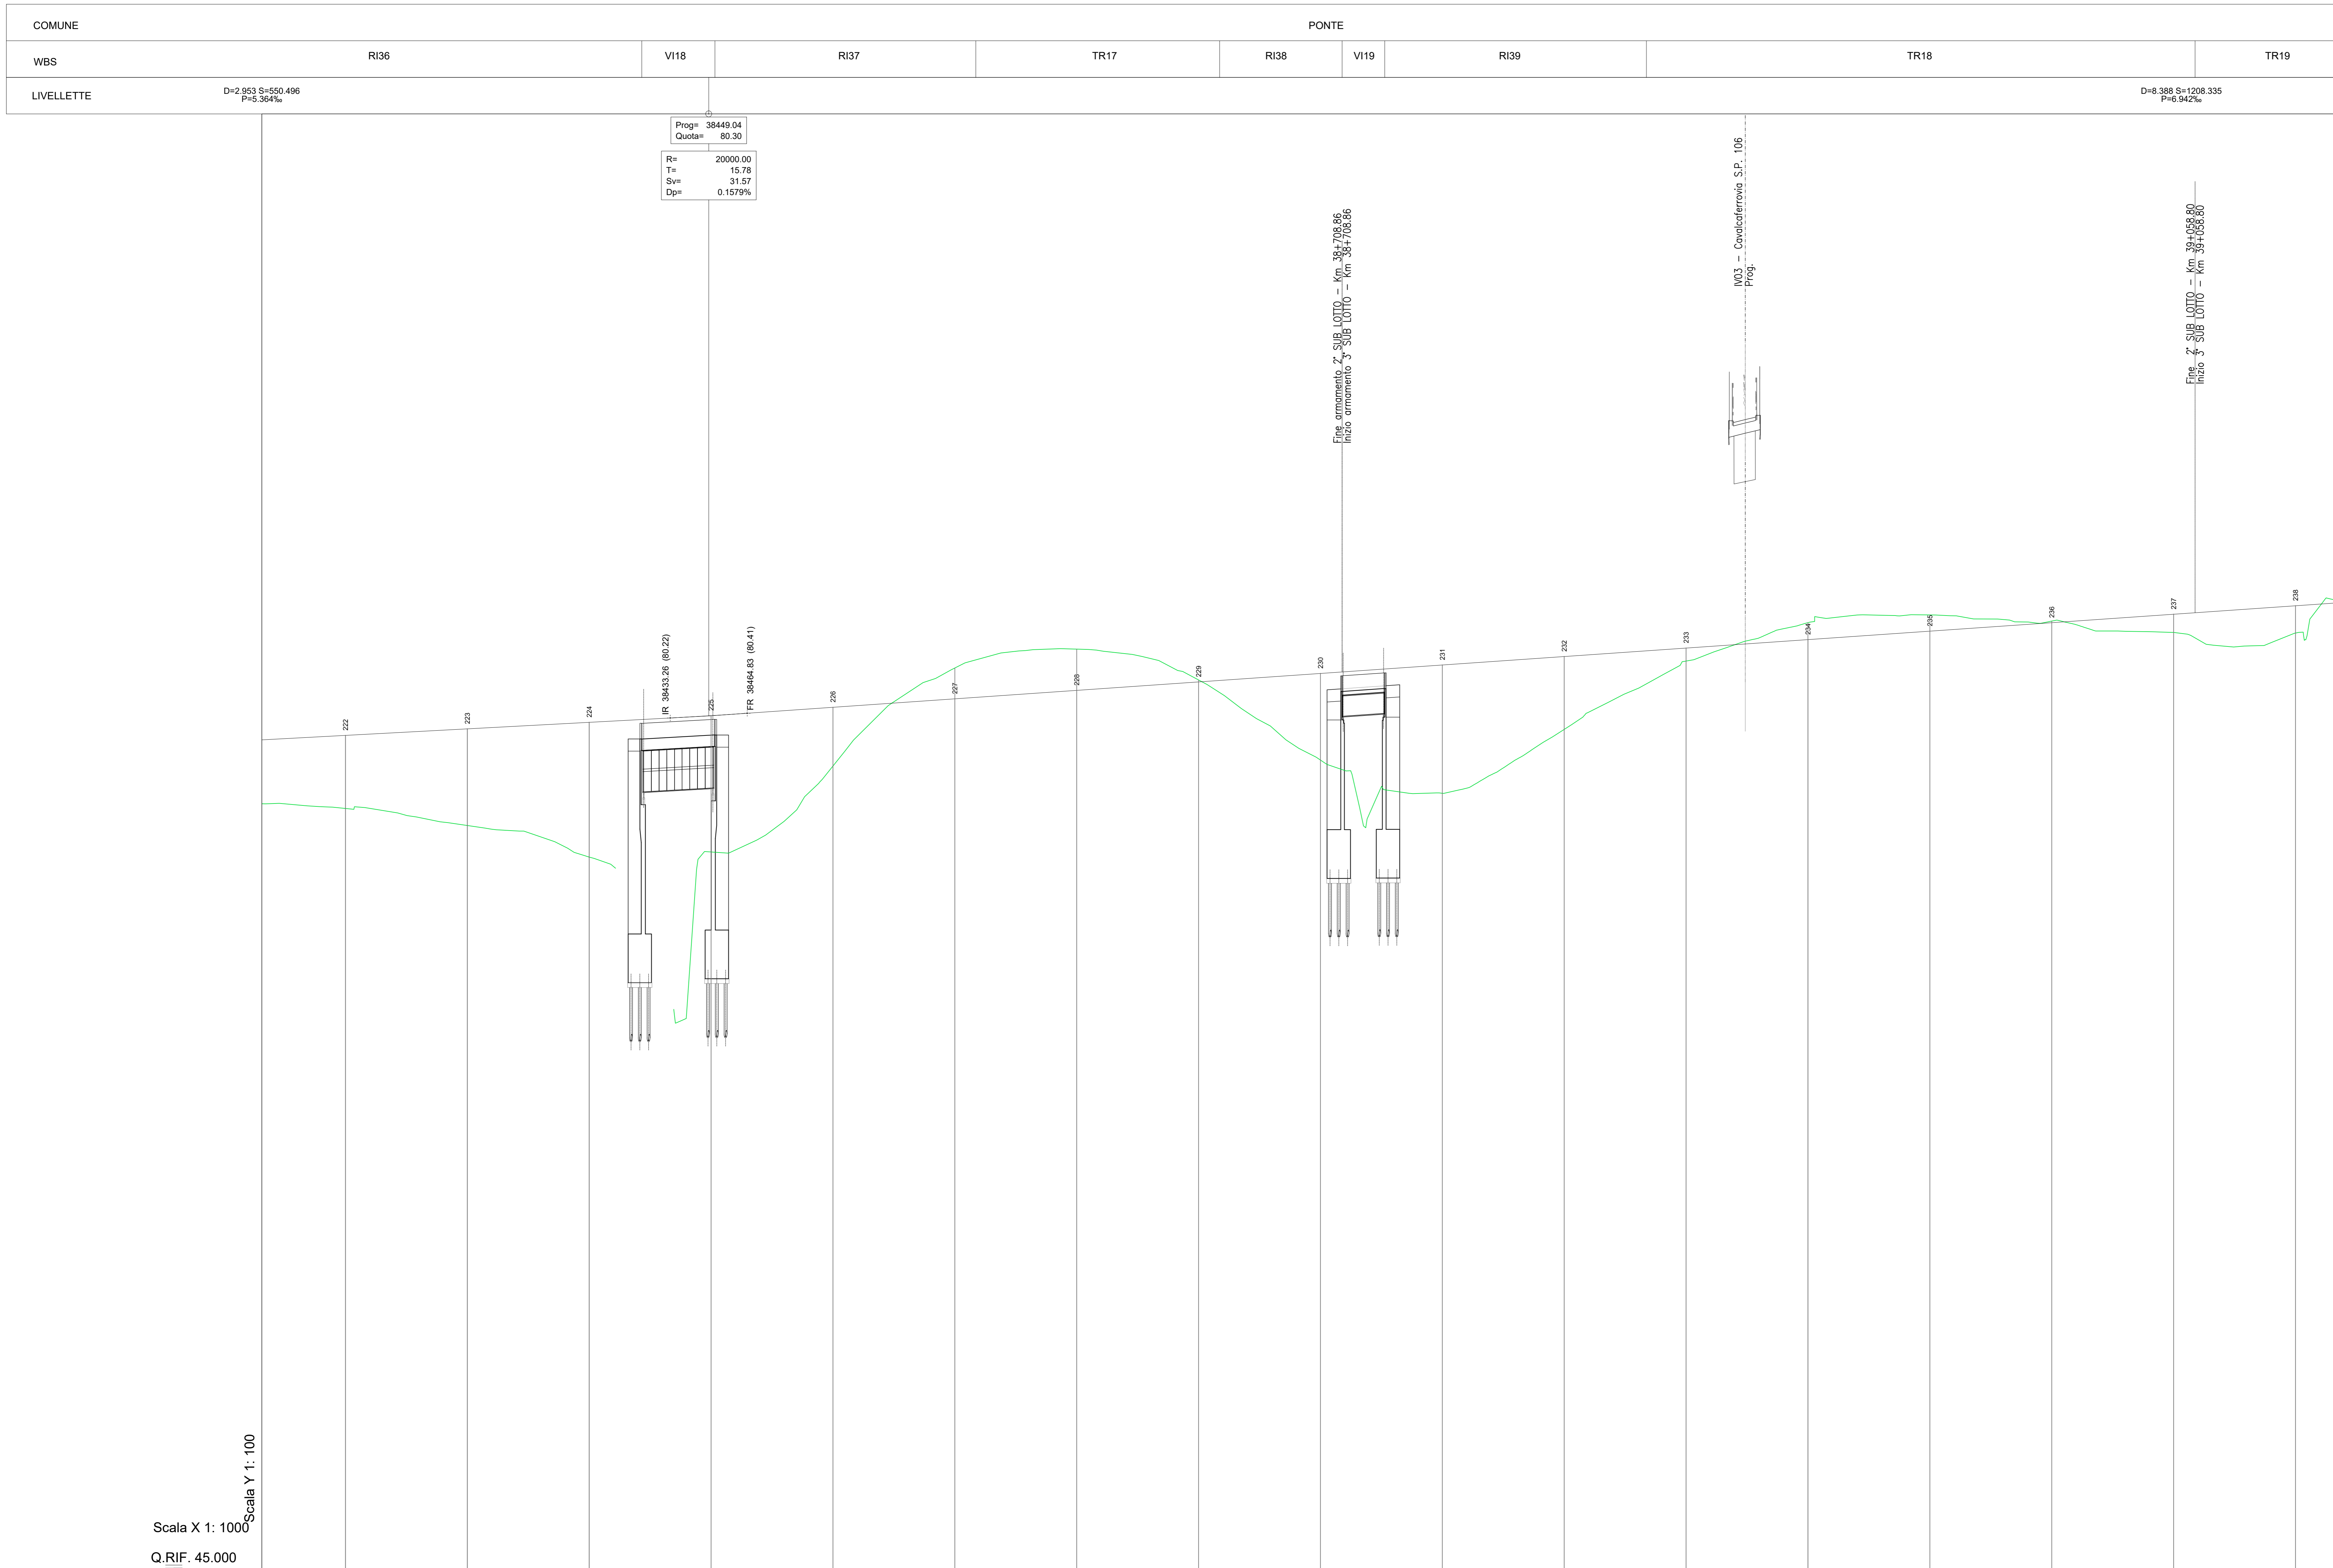 COMUNE
PONTE
WBS
RI36
VI18
RI37
TR17
RI38
VI19
RI39
TR18
TR19
LIVELLETTE
D=2.953 S=550.496
P=5.364‰
D=8.388 S=1208.335
P=6.942‰
Prog= 38449.04
Quota= 80.30
R= 20000.00
T= 15.78
Sv= 31.57
Dp= 0.1579%
Fine armamento 2° SUB LOTTO - Km 38+708.86
Inizio armamento 3° SUB LOTTO - Km 38+708.86
IV03 - Cavalcaferrovia S.P. 106
Prog.
Fine 2° SUB LOTTO - Km 39+058.80
Inizio 3° SUB LOTTO - Km 39+058.80
IR 38433.26 (80.22)
FR 38464.83 (80.41)
222
223
224
225
226
227
228
229
230
231
232
233
234
235
236
237
238
Scala Y 1: 100
Scala X 1: 1000
Q.RIF. 45.000